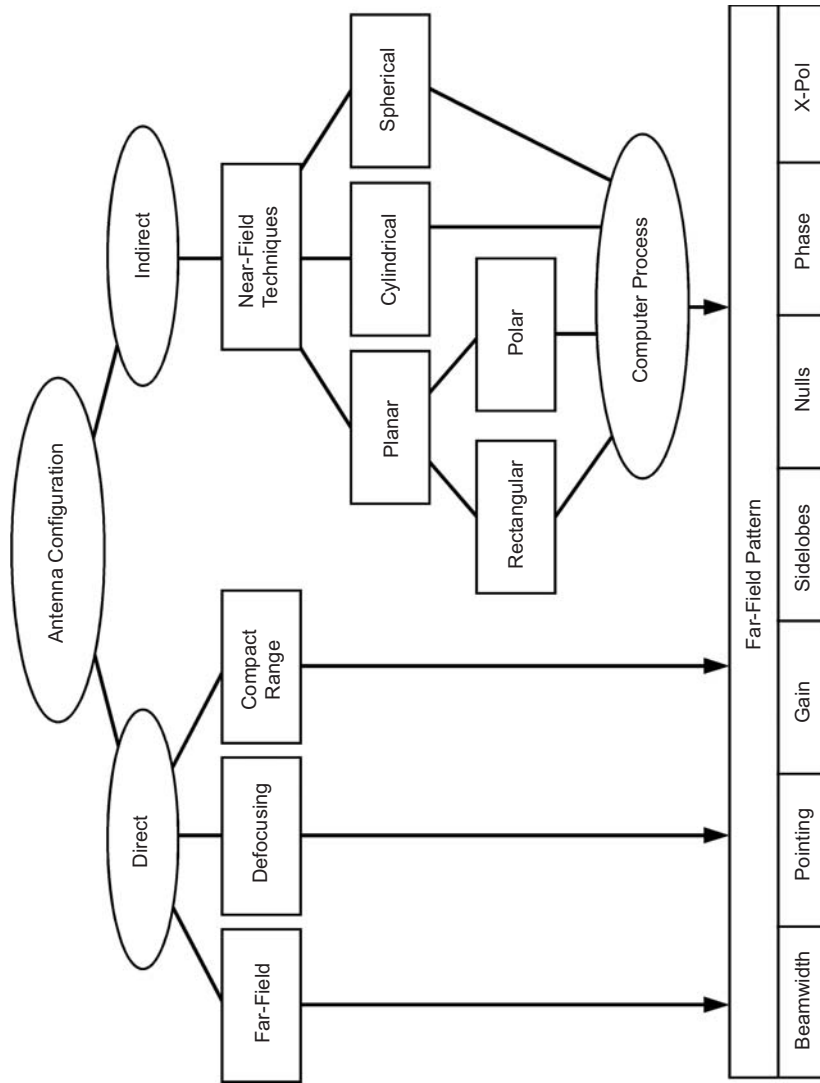 Antenna Configuration
Direct
Indirect
Far-Field
Defocusing
Compact
Range
Near-Field
Techniques
Planar
Cylindrical
Spherical
Rectangular
Polar
Computer Process
Far-Field Pattern
Beamwidth
Pointing
Gain
Sidelobes
Nulls
Phase
X-Pol